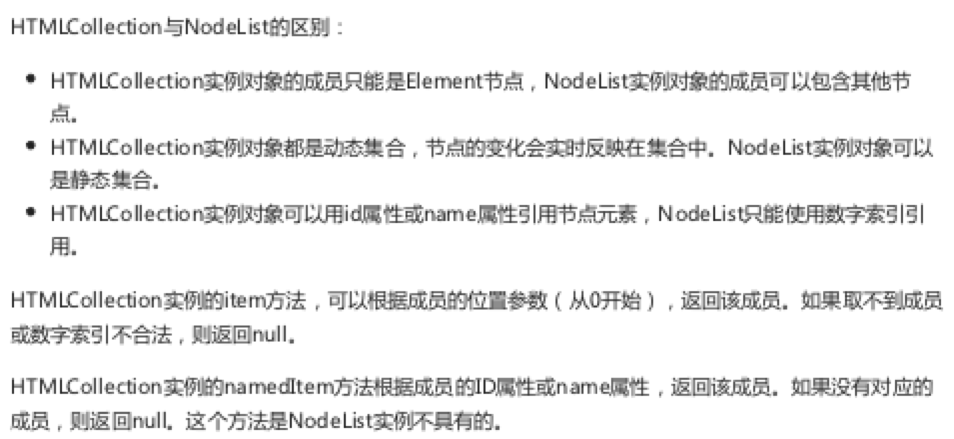 HTMLCollection与NodeList的区别：
HTMLCollection实例对象的成员只能是Element节点，NodeList实例对象的成员可以包含其他节
点。
HTMLCollection实例对象都是动态集合，节点的变化会实时反映在集合中。NodeList实例对象可以
是静态集合。
HTMLCollection实例对象可以用id属性或name属性引用节点元素，NodeList只能使用数字索引引
用。
HTMLCollection实例的item方法，可以根据成员的位置参数（从0开始），返回该成员。如果取不到成员
或数字索引不合法，则返回null。
HTMLCollection实例的namedItem方法根据成员的ID属性或name属性，返回该成员。如果没有对应的
成员，则返回null。这个方法是NodeList实例不具有的。